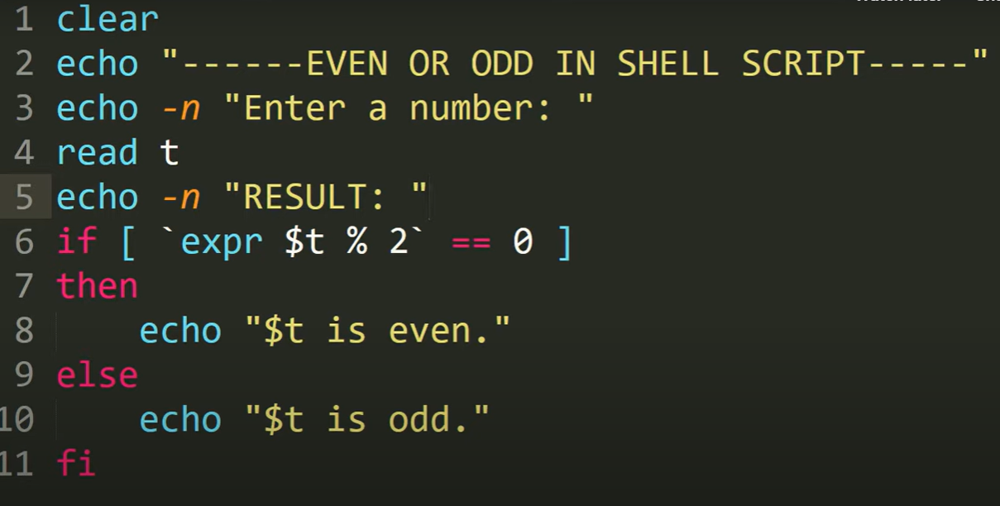 1 clear
2 echo "------EVEN OR ODD IN SHELL SCRIPT-----"
3 echo -n "Enter a number: "
4 read t
5 echo -n "RESULT: "
6 if [ `expr $t % 2` == 0 ]
7 then
8     echo "$t is even."
9 else
10     echo "$t is odd."
11 fi